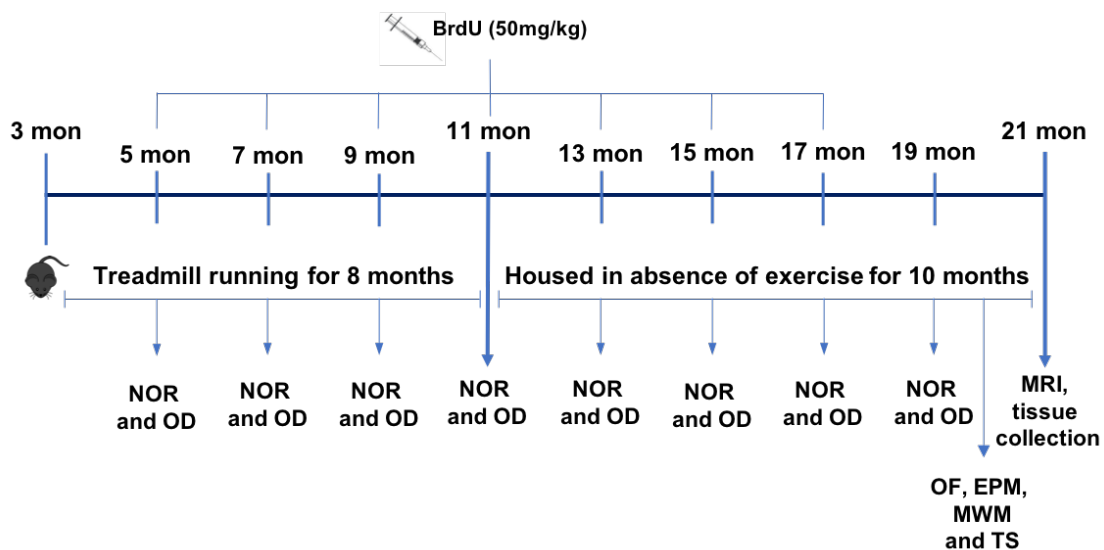 BrdU (50mg/kg)
3 mon
5 mon
7 mon
9 mon
11 mon
13 mon
15 mon
17 mon
19 mon
21 mon
Treadmill running for 8 months
Housed in absence of exercise for 10 months
NOR
and OD
NOR
and OD
NOR
and OD
NOR
and OD
NOR
and OD
NOR
and OD
NOR
and OD
NOR
and OD
MRI,
tissue
collection
OF, EPM,
MWM
and TS